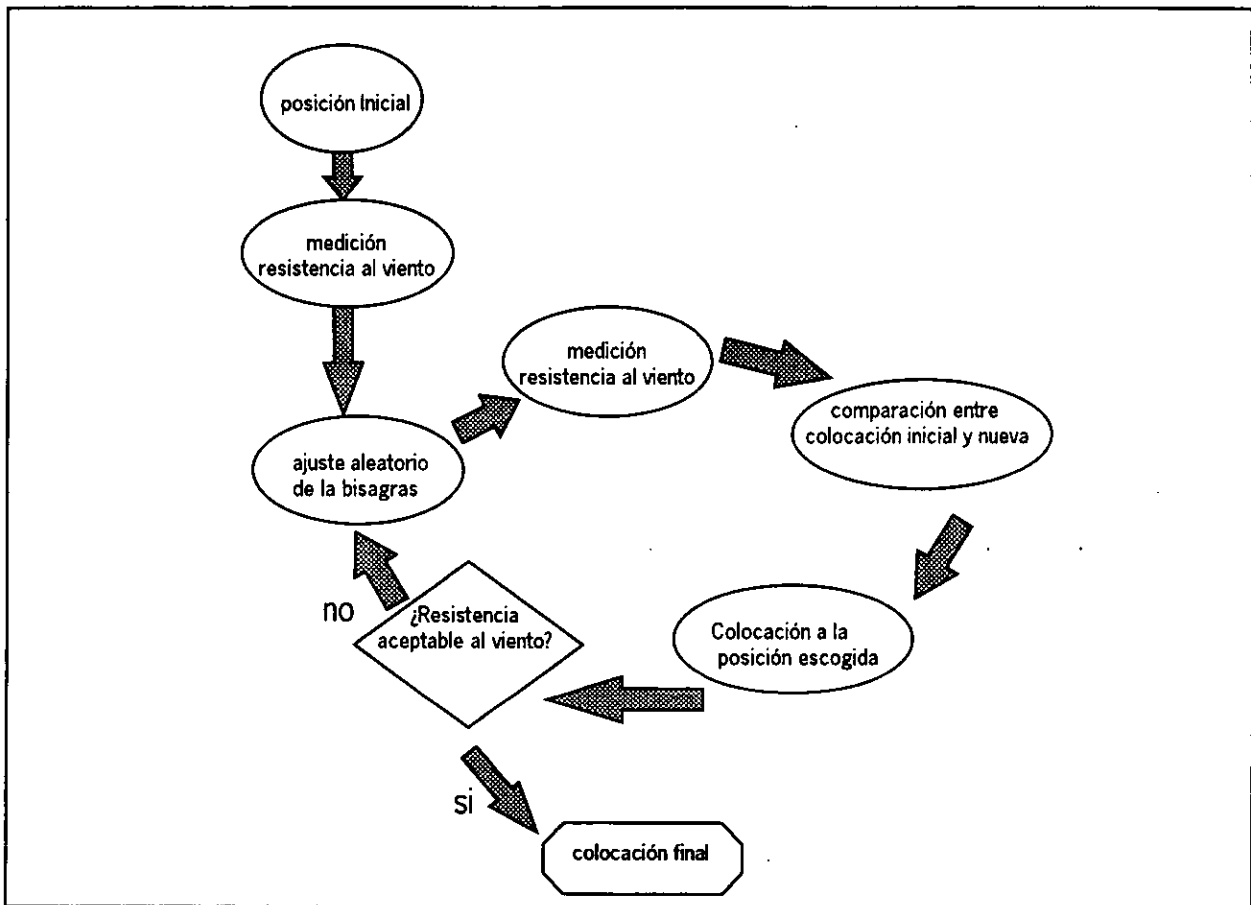 posición Inicial
medición
resistencia al viento
medición
resistencia al viento
comparación entre
colocación inicial y nueva
ajuste aleatorio
de la bisagras
Colocación a la
posición escogida
no
¿Resistencia
aceptable al viento?
si
colocación final